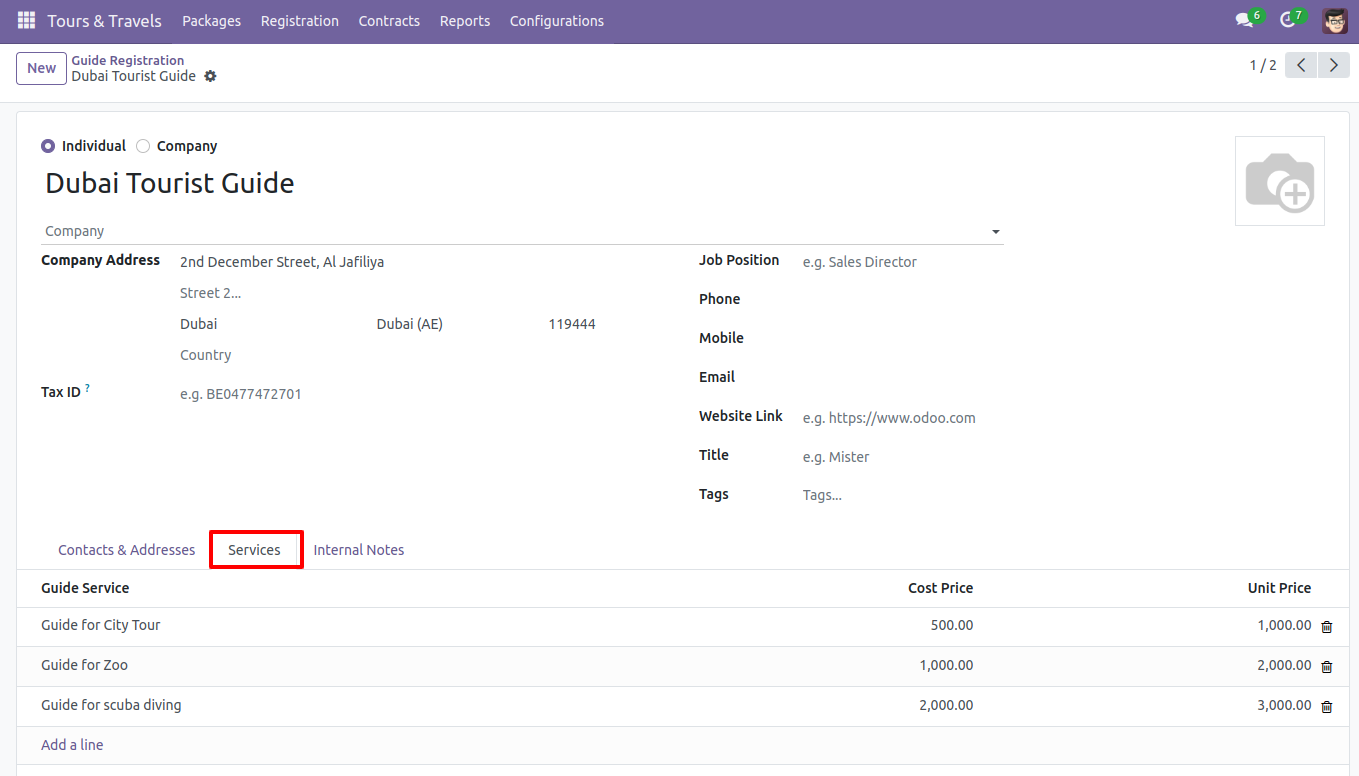 Tours & Travels Packages Registration Contracts Reports Configurations 6 7
New Guide Registration
Dubai Tourist Guide
1 / 2
Individual Company
Dubai Tourist Guide
Company
Company Address 2nd December Street, Al Jafiliya
Street 2...
Dubai Dubai (AE) 119444
Country
Tax ID ? e.g. BE0477472701
Job Position e.g. Sales Director
Phone
Mobile
Email
Website Link e.g. https://www.odoo.com
Title e.g. Mister
Tags Tags...
Contacts & Addresses Services Internal Notes
Guide Service Cost Price Unit Price
Guide for City Tour 500.00 1,000.00
Guide for Zoo 1,000.00 2,000.00
Guide for scuba diving 2,000.00 3,000.00
Add a line